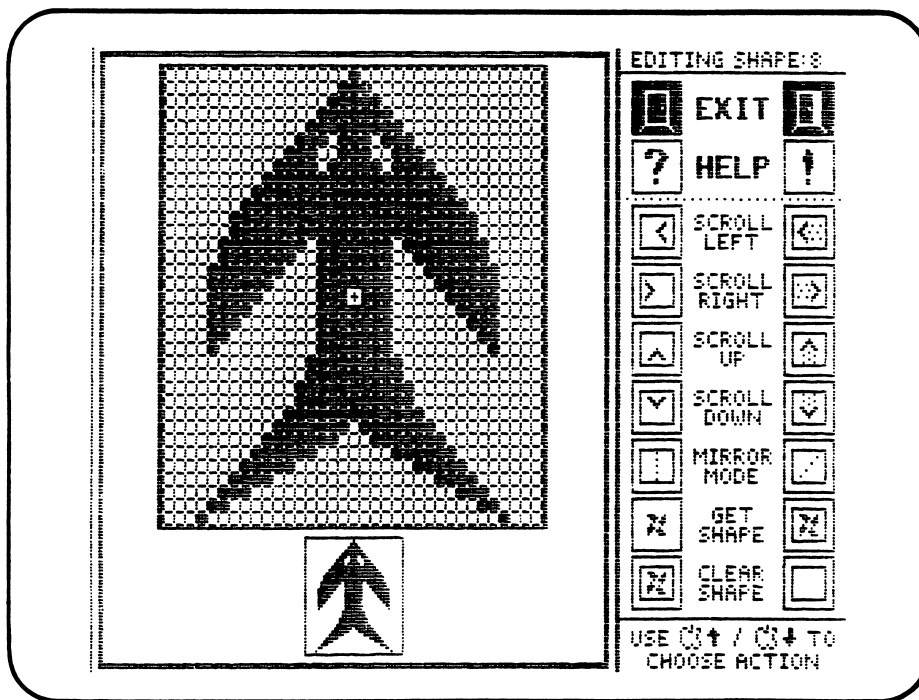 EDITING SHAPE:8
EXIT
? HELP !
SCROLL
LEFT
SCROLL
RIGHT
SCROLL
UP
SCROLL
DOWN
MIRROR
MODE
GET
SHAPE
CLEAR
SHAPE
USE ⬆ / ⬇ TO
CHOOSE ACTION